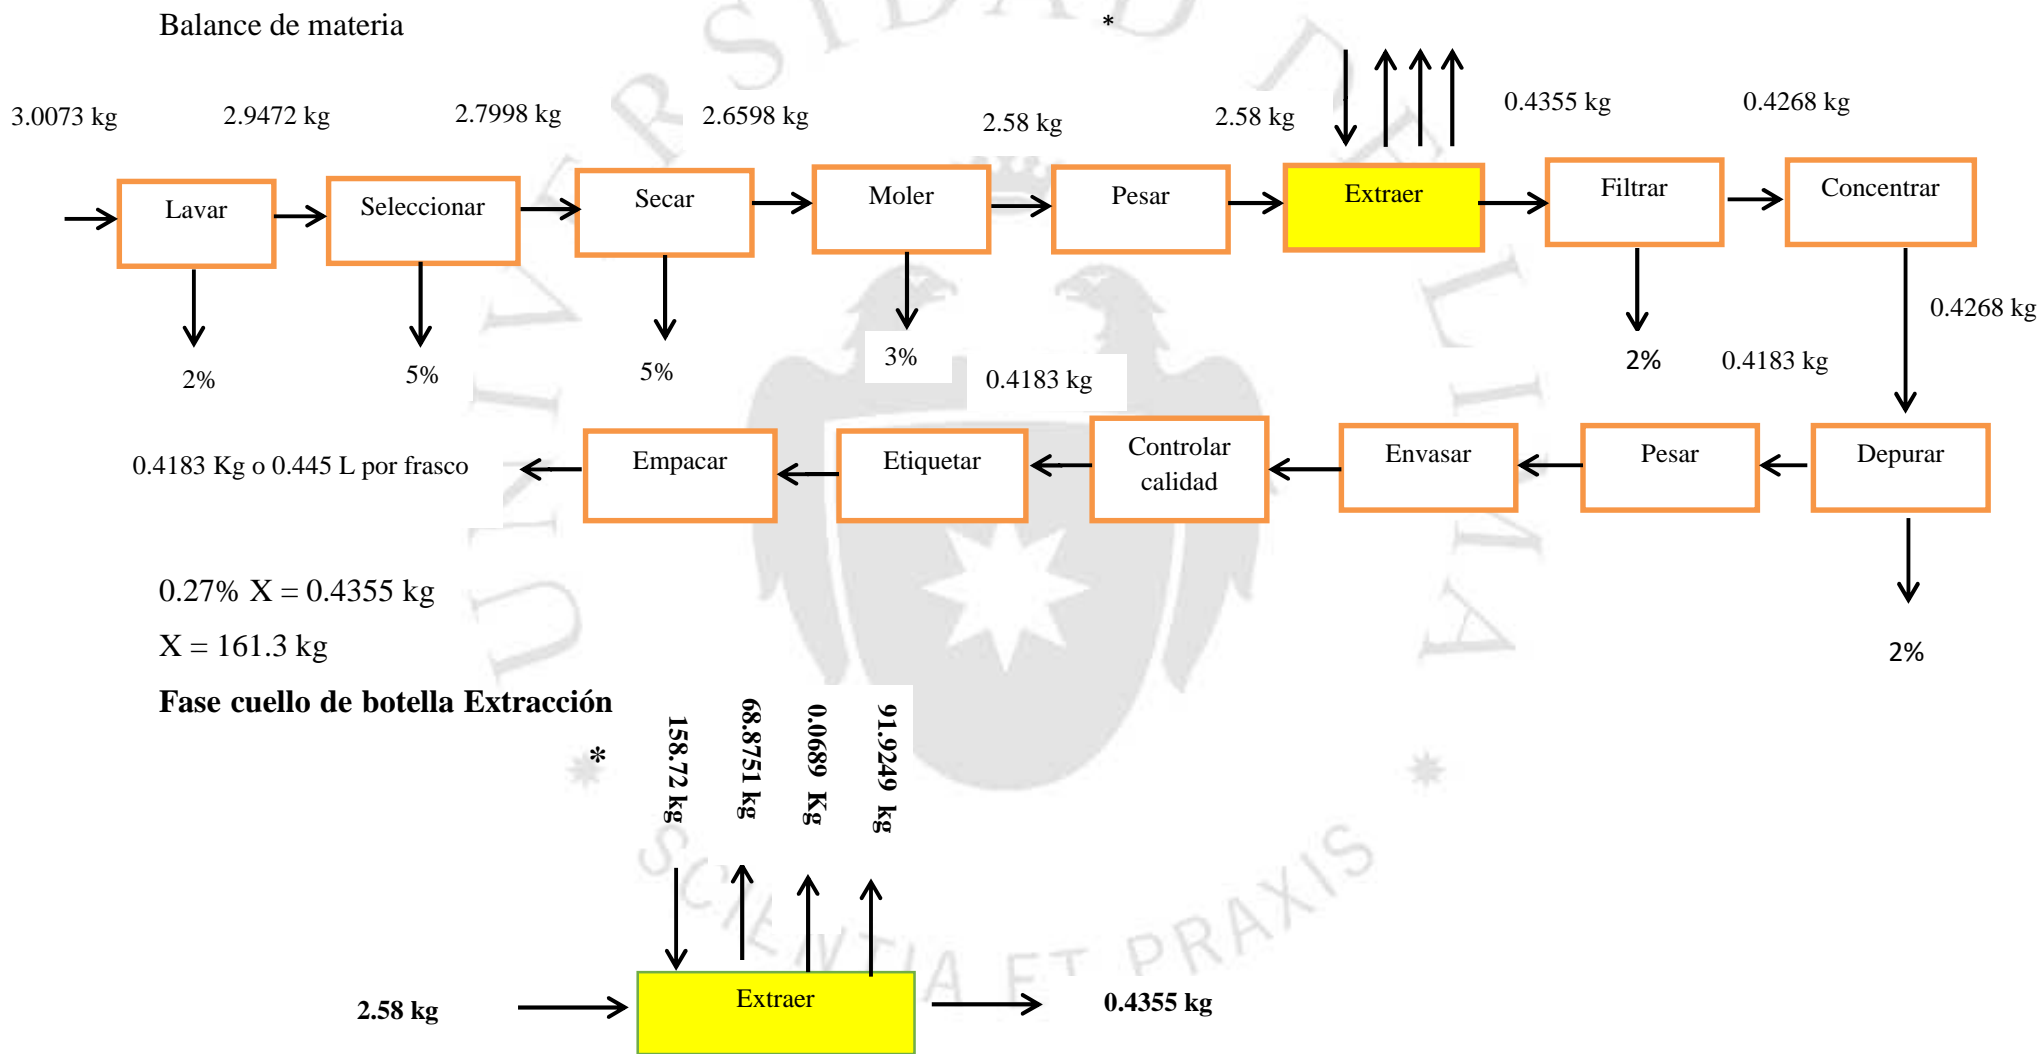 Balance de materia
*
3.0073 kg
2.9472 kg
2.7998 kg
2.6598 kg
2.58 kg
2.58 kg
0.4355 kg
0.4268 kg
Lavar
Seleccionar
Secar
Moler
Pesar
Extraer
Filtrar
Concentrar
0.4268 kg
2%
5%
5%
3%
2%
0.4183 kg
0.4183 kg
0.4183 Kg o 0.445 L por frasco
Empacar
Etiquetar
Controlar
calidad
Envasar
Pesar
Depurar
2%
0.27% X = 0.4355 kg
X = 161.3 kg
Fase cuello de botella Extracción
*
158.72 kg
68.8751 kg
0.0689 Kg
91.9249 kg
2.58 kg
Extraer
0.4355 kg
UNIVERSIDAD DE LIMA
SCIENTIA ET PRAXIS